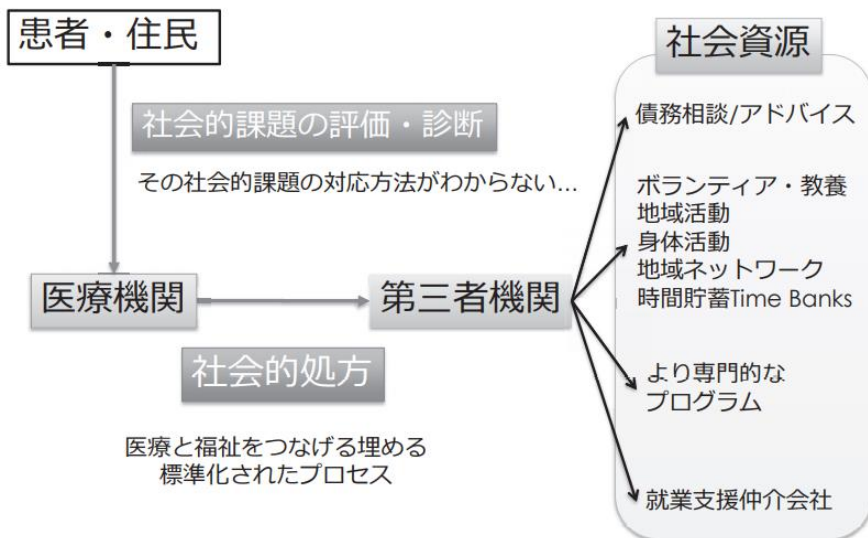 患者・住民
社会的課題の評価・診断
その社会的課題の対応方法がわからない...
医療機関
第三者機関
社会的処方
医療と福祉をつなげる埋める
標準化されたプロセス
社会資源
債務相談/アドバイス
ボランティア・教養
地域活動
身体活動
地域ネットワーク
時間貯蓄Time Banks
より専門的な
プログラム
就業支援仲介会社